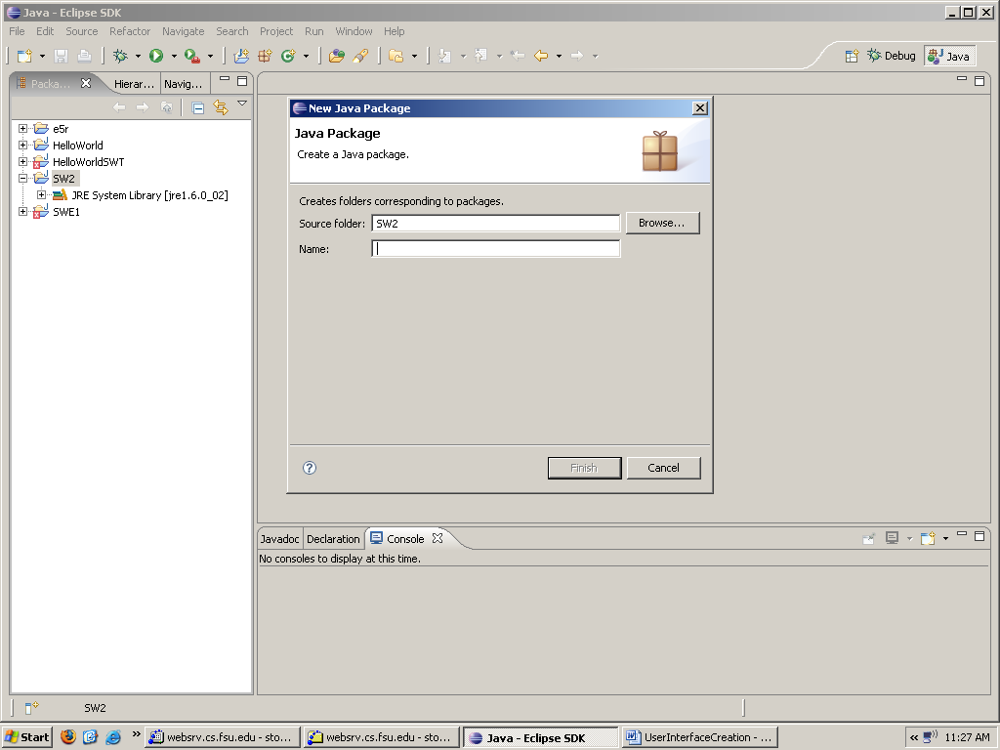 Java - Eclipse SDK
File Edit Source Refactor Navigate Search Project Run Window Help
Debug Java
Packa... Hierar... Navig...
e5r
HelloWorld
HelloWorldSWT
SW2
JRE System Library [jre1.6.0_02]
SWE1
New Java Package
Java Package
Create a Java package.
Creates folders corresponding to packages.
Source folder: SW2 Browse...
Name:
? Finish Cancel
Javadoc Declaration Console
No consoles to display at this time.
SW2
Start » websrv.cs.fsu.edu - sto... websrv.cs.fsu.edu - sto... Java - Eclipse SDK UserInterfaceCreation - ... « 11:27 AM